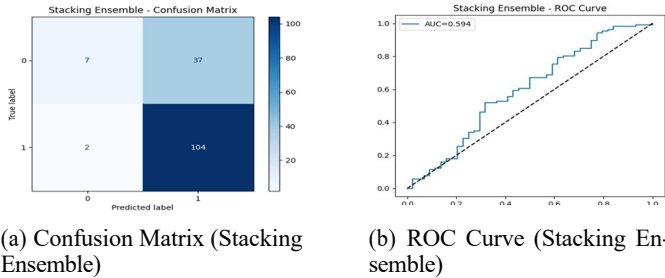 Stacking Ensemble - Confusion Matrix
0
1
True label
7
37
2
104
0
1
Predicted label
100
80
60
40
20
Stacking Ensemble - ROC Curve
AUC=0.594
1.0
0.8
0.6
0.4
0.2
0.0
0.0
0.2
0.4
0.6
0.8
1.0
(a) Confusion Matrix (Stacking
Ensemble)
(b) ROC Curve (Stacking En-
semble)